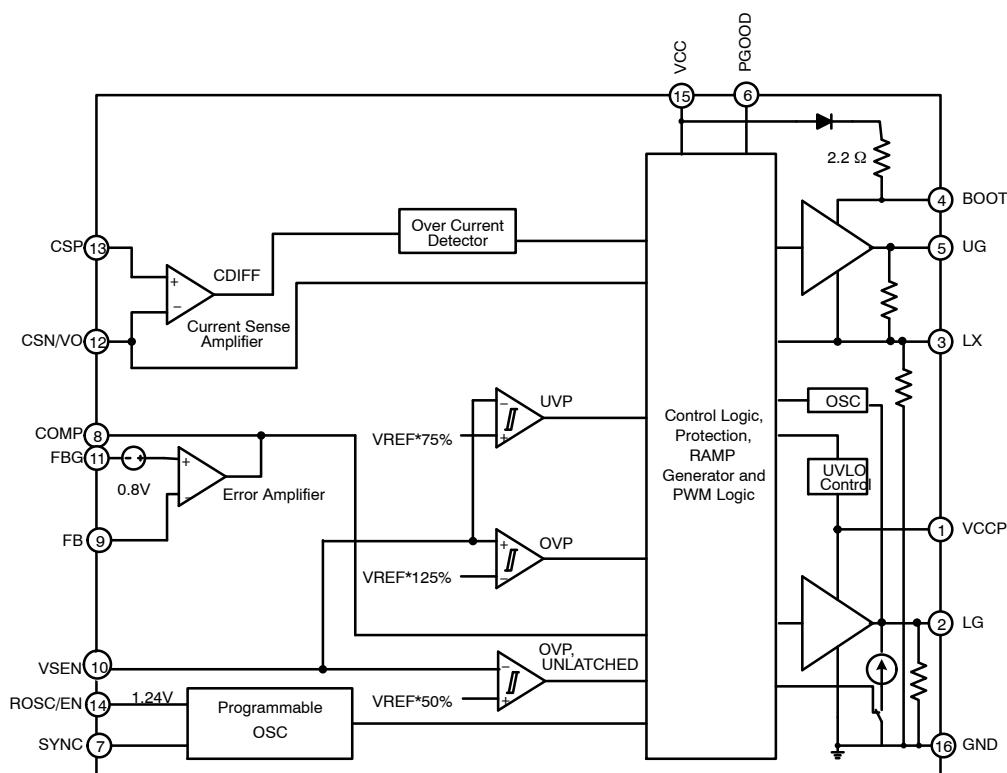 VCC
PGOOD
15
6
2.2 Ω
4
BOOT
CSP
13
Over Current
Detector
5
UG
+
CDIFF
−
Current Sense
Amplifier
CSN/VO
12
3
LX
UVP
−
+
VREF*75%
OSC
COMP
8
Control Logic,
Protection,
RAMP
Generator and
PWM Logic
FBG
11
- +
0.8V
+
−
Error Amplifier
UVLO
Control
FB
9
+
−
OVP
VREF*125%
1
VCCP
2
LG
VSEN
10
−
+
OVP,
UNLATCHED
VREF*50%
ROSC/EN
14
1.24V
Programmable
OSC
SYNC
7
16
GND